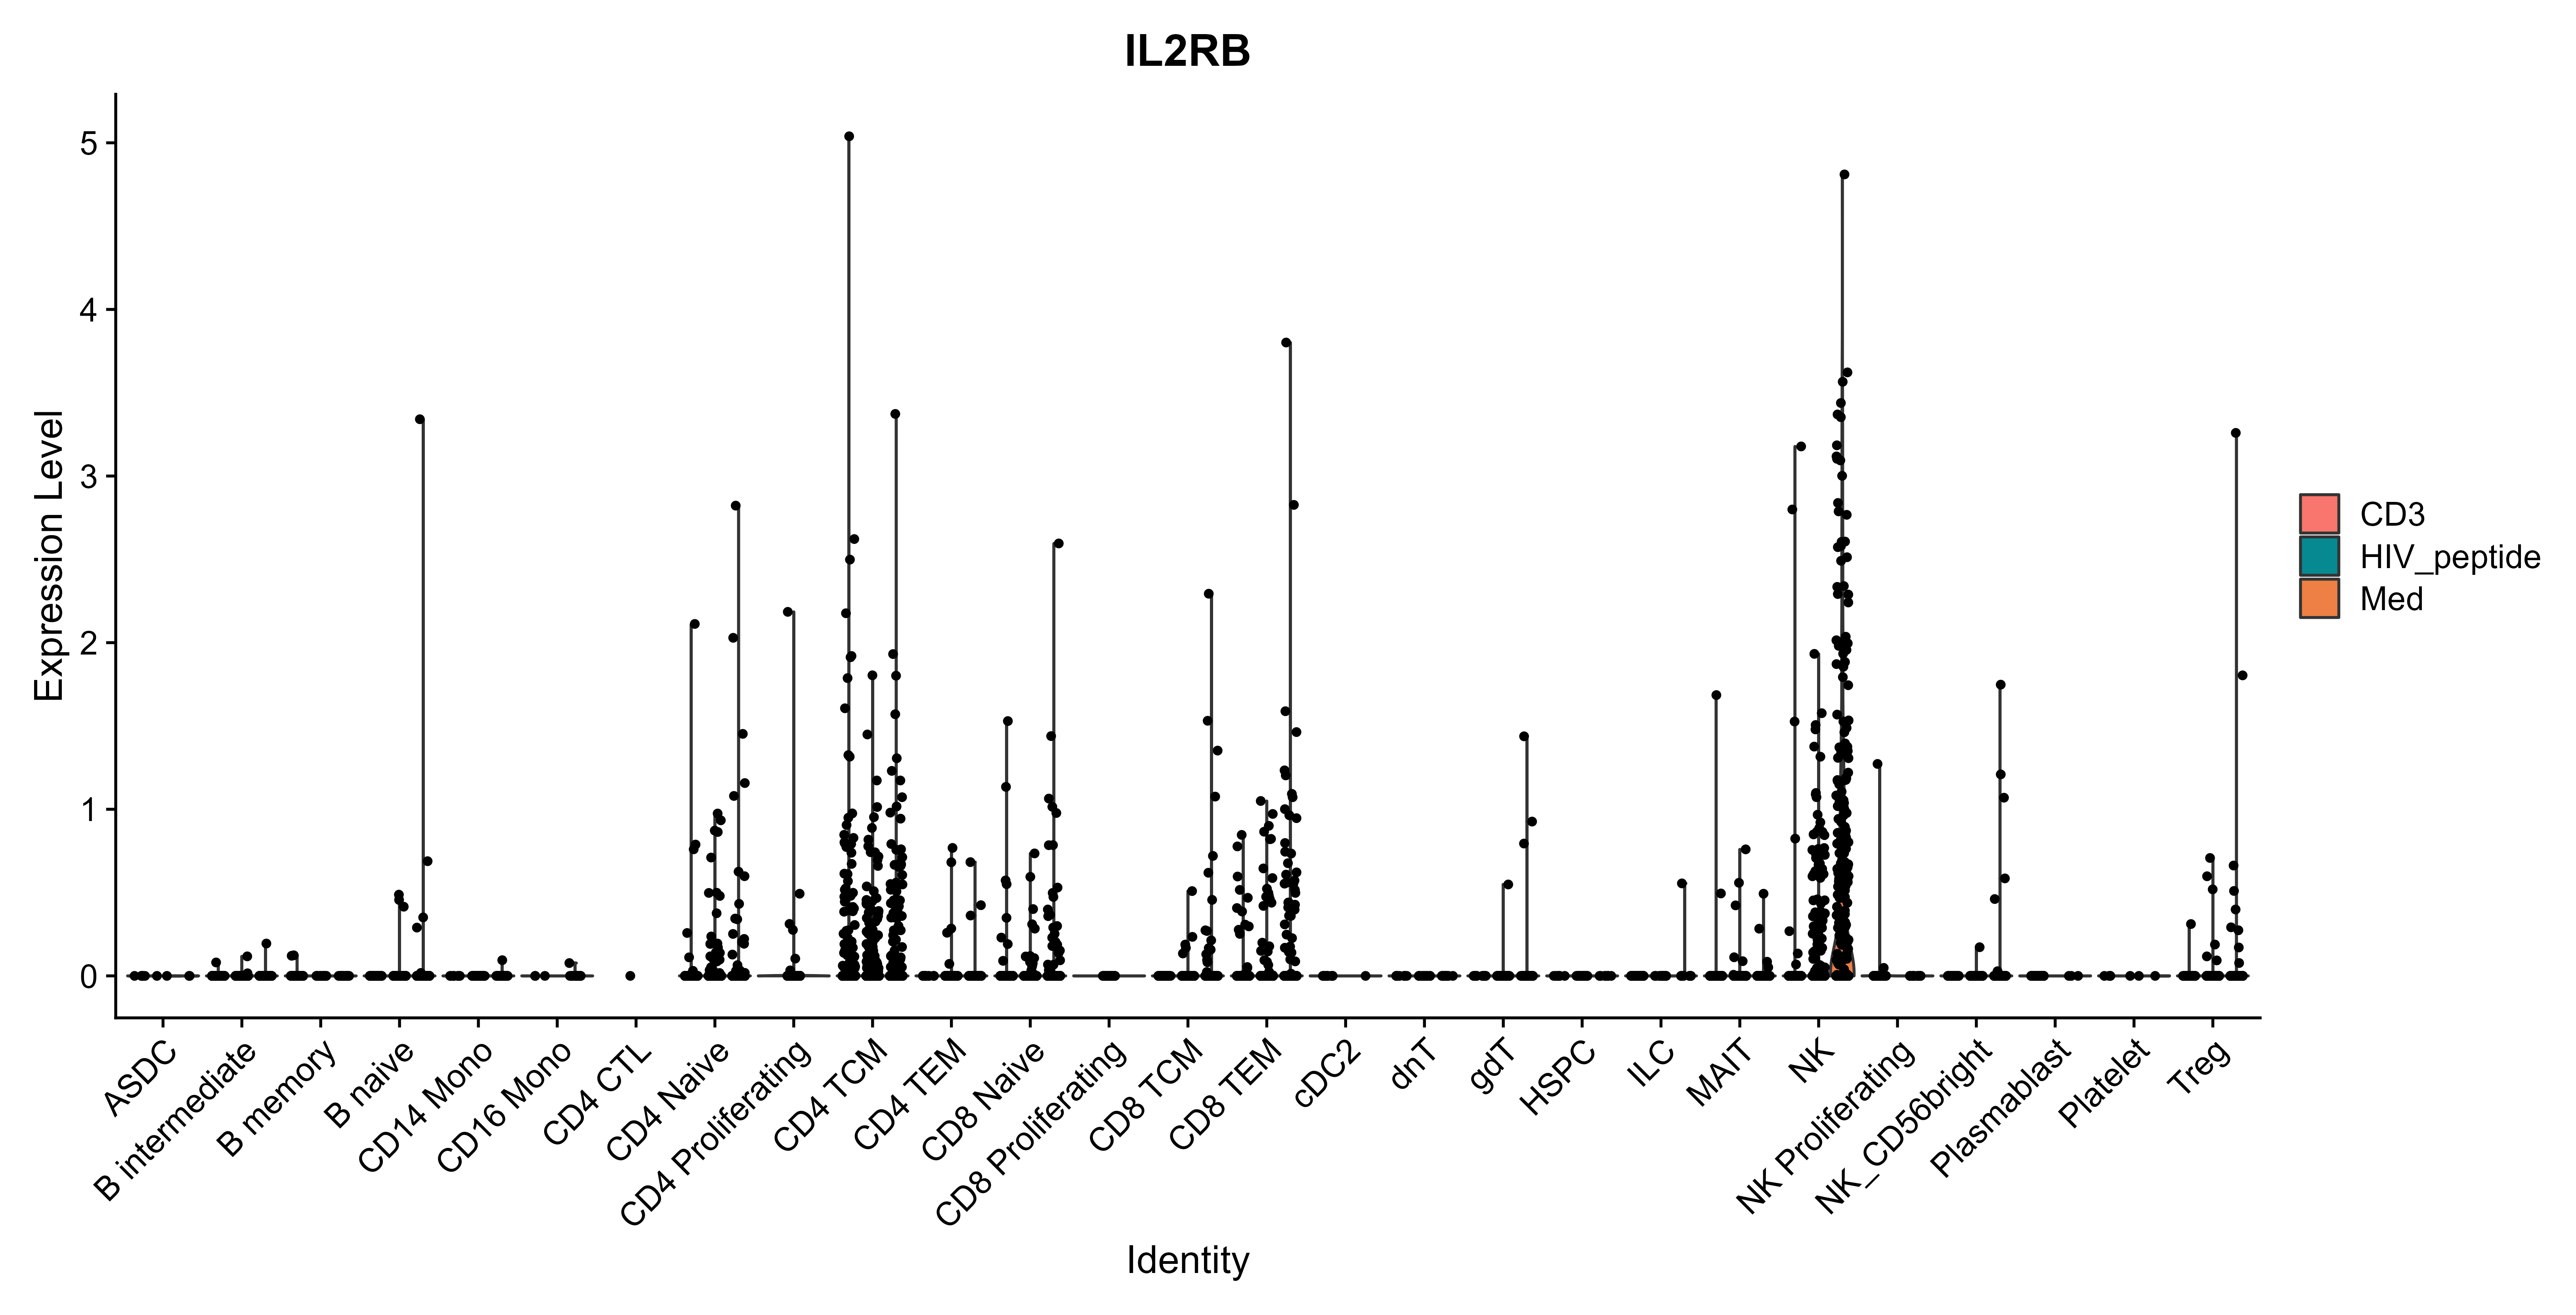 IL2RB
Expression Level
5
4
3
2
1
0
ASDC
B intermediate
B memory
B naive
CD14 Mono
CD16 Mono
CD4 CTL
CD4 Naive
CD4 Proliferating
CD4 TCM
CD4 TEM
CD8 Naive
CD8 Proliferating
CD8 TCM
CD8 TEM
cDC2
dnT
gdT
HSPC
ILC
MAIT
NK
NK Proliferating
NK_CD56bright
Plasmablast
Platelet
Treg
Identity
CD3
HIV_peptide
Med